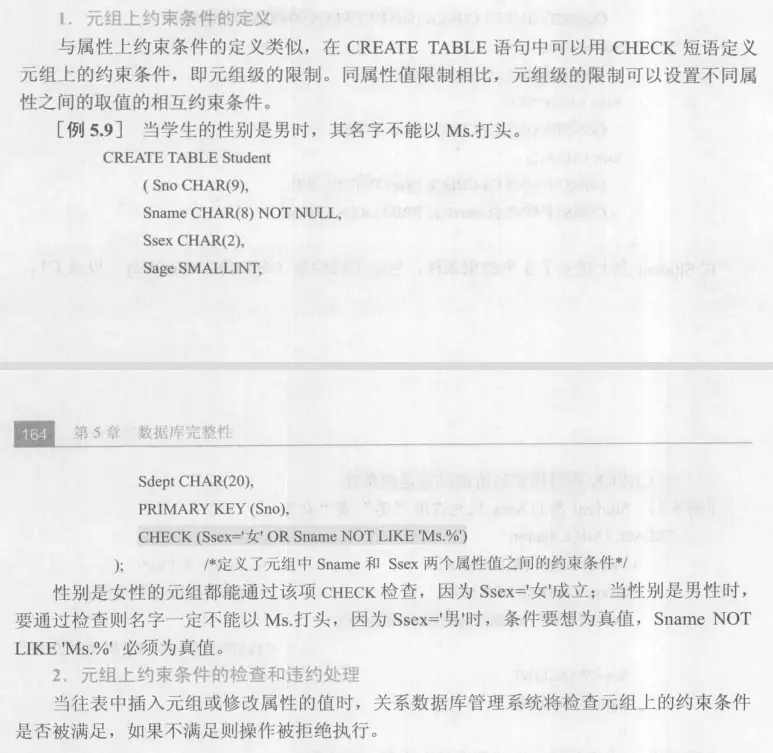 1．元组上约束条件的定义
与属性上约束条件的定义类似，在 CREATE TABLE 语句中可以用 CHECK 短语定义
元组上的约束条件，即元组级的限制。同属性值限制相比，元组级的限制可以设置不同属
性之间的取值的相互约束条件。
［例 5.9］ 当学生的性别是男时，其名字不能以 Ms.打头。
CREATE TABLE Student
( Sno CHAR(9),
Sname CHAR(8) NOT NULL,
Ssex CHAR(2),
Sage SMALLINT,
164 第 5 章 数据库完整性
Sdept CHAR(20),
PRIMARY KEY (Sno),
CHECK (Ssex='女' OR Sname NOT LIKE 'Ms.%')
); /*定义了元组中 Sname 和 Ssex 两个属性值之间的约束条件*/
性别是女性的元组都能通过该项 CHECK 检查，因为 Ssex='女'成立；当性别是男性时，
要通过检查则名字一定不能以 Ms.打头，因为 Ssex='男'时，条件要想为真值，Sname NOT
LIKE 'Ms.%' 必须为真值。
2．元组上约束条件的检查和违约处理
当往表中插入元组或修改属性的值时，关系数据库管理系统将检查元组上的约束条件
是否被满足，如果不满足则操作被拒绝执行。